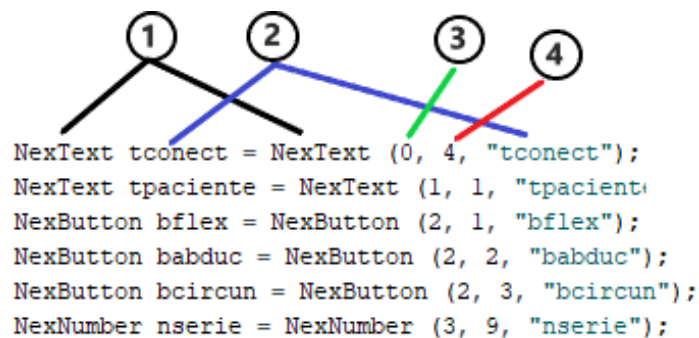 1 2 3 4
NexText tconect = NexText (0, 4, "tconect");
NexText tpaciente = NexText (1, 1, "tpaciente
NexButton bflex = NexButton (2, 1, "bflex");
NexButton babduc = NexButton (2, 2, "babduc");
NexButton bcircun = NexButton (2, 3, "bcircun");
NexNumber nserie = NexNumber (3, 9, "nserie");